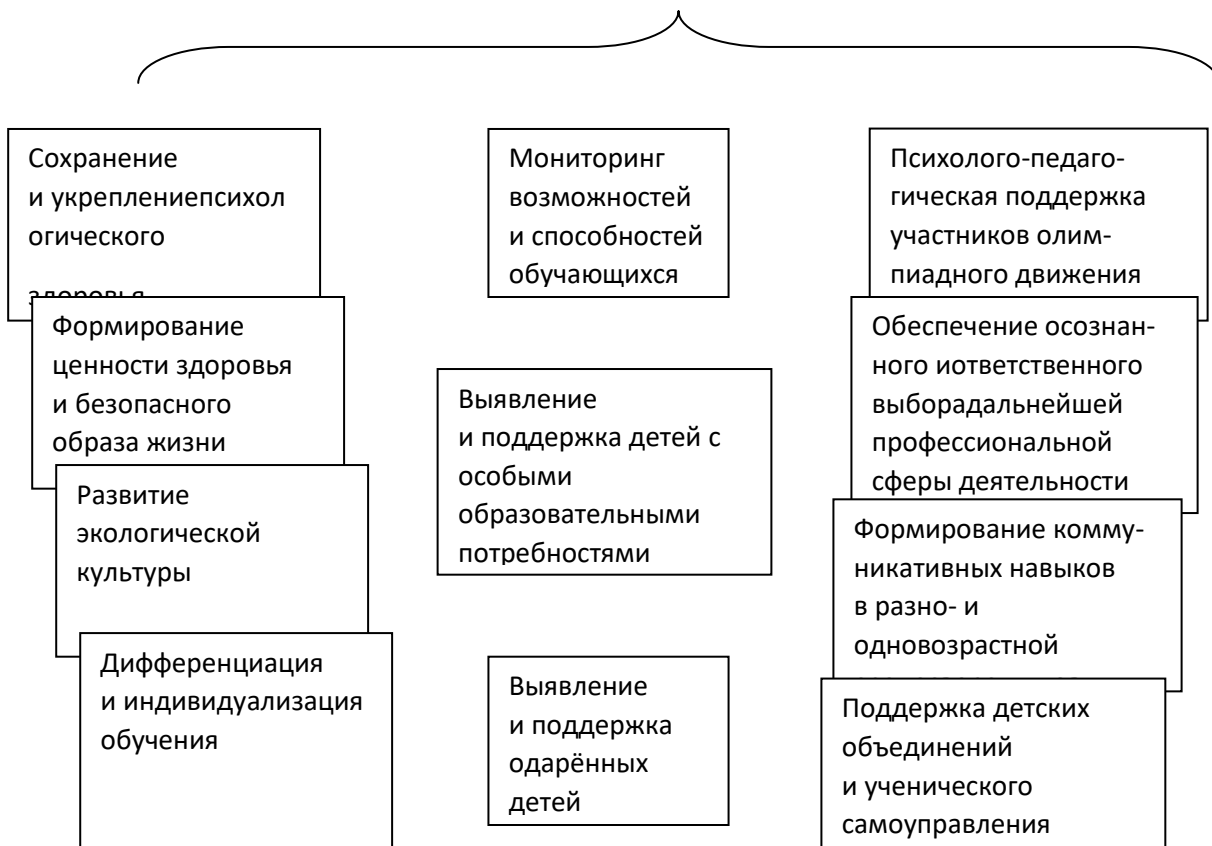 Сохранение
и укреплениепсихол
огического
здоровья
Формирование
ценности здоровья
и безопасного
образа жизни
Развитие
экологической
культуры
Дифференциация
и индивидуализация
обучения
Мониторинг
возможностей
и способностей
обучающихся
Выявление
и поддержка детей с
особыми
образовательными
потребностями
Выявление
и поддержка
одарённых
детей
Психолого-педаго-
гическая поддержка
участников олим-
пиадного движения
Обеспечение осознан-
ного иответственного
выборадальнейшей
профессиональной
сферы деятельности
Формирование комму-
никативных навыков
в разно- и
одновозрастной
Поддержка детских
объединений
и ученического
самоуправления